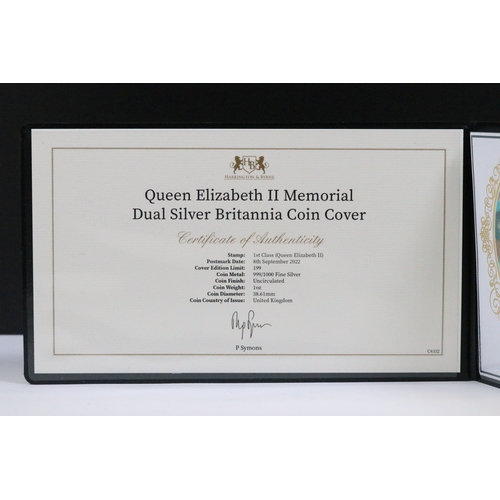 HB
HARRINGTON & BYRNE
Queen Elizabeth II Memorial
Dual Silver Britannia Coin Cover
Certificate of Authenticity
Stamp: 1st Class (Queen Elizabeth II)
Postmark Date: 8th September 2022
Cover Edition Limit: 199
Coin Metal: 999/1000 Fine Silver
Coin Finish: Uncirculated
Coin Weight: 1oz
Coin Diameter: 38.61mm
Coin Country of Issue: United Kingdom
P Symons